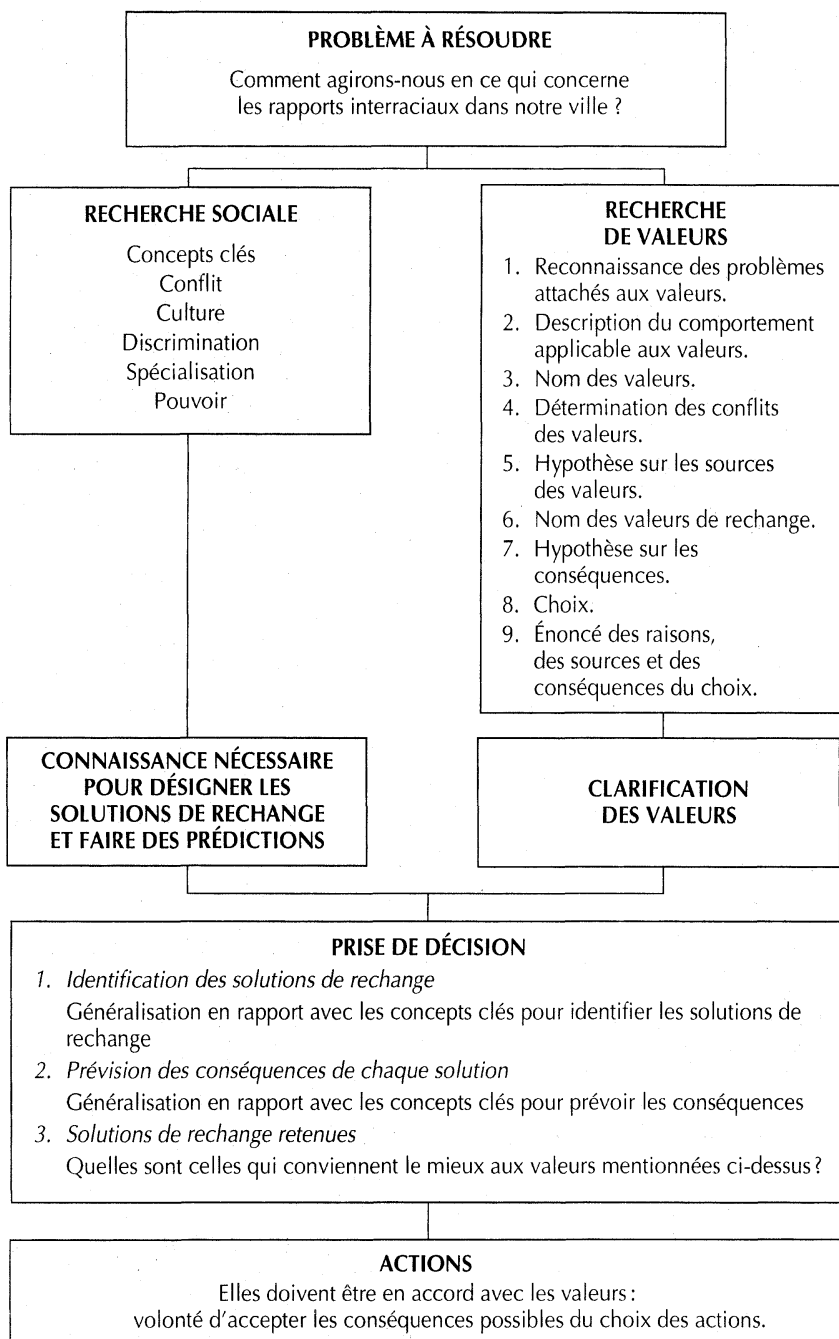 PROBLÈME À RÉSOUDRE
Comment agirons-nous en ce qui concerne
les rapports interraciaux dans notre ville ?
RECHERCHE SOCIALE
Concepts clés
Conflit
Culture
Discrimination
Spécialisation
Pouvoir
RECHERCHE
DE VALEURS
1. Reconnaissance des problèmes
attachés aux valeurs.
2. Description du comportement
applicable aux valeurs.
3. Nom des valeurs.
4. Détermination des conflits
des valeurs.
5. Hypothèse sur les sources
des valeurs.
6. Nom des valeurs de rechange.
7. Hypothèse sur les
conséquences.
8. Choix.
9. Énoncé des raisons,
des sources et des
conséquences du choix.
CONNAISSANCE NÉCESSAIRE
POUR DÉSIGNER LES
SOLUTIONS DE RECHANGE
ET FAIRE DES PRÉDICTIONS
CLARIFICATION
DES VALEURS
PRISE DE DÉCISION
1. Identification des solutions de rechange
Généralisation en rapport avec les concepts clés pour identifier les solutions de
rechange
2. Prévision des conséquences de chaque solution
Généralisation en rapport avec les concepts clés pour prévoir les conséquences
3. Solutions de rechange retenues
Quelles sont celles qui conviennent le mieux aux valeurs mentionnées ci-dessus ?
ACTIONS
Elles doivent être en accord avec les valeurs :
volonté d'accepter les conséquences possibles du choix des actions.